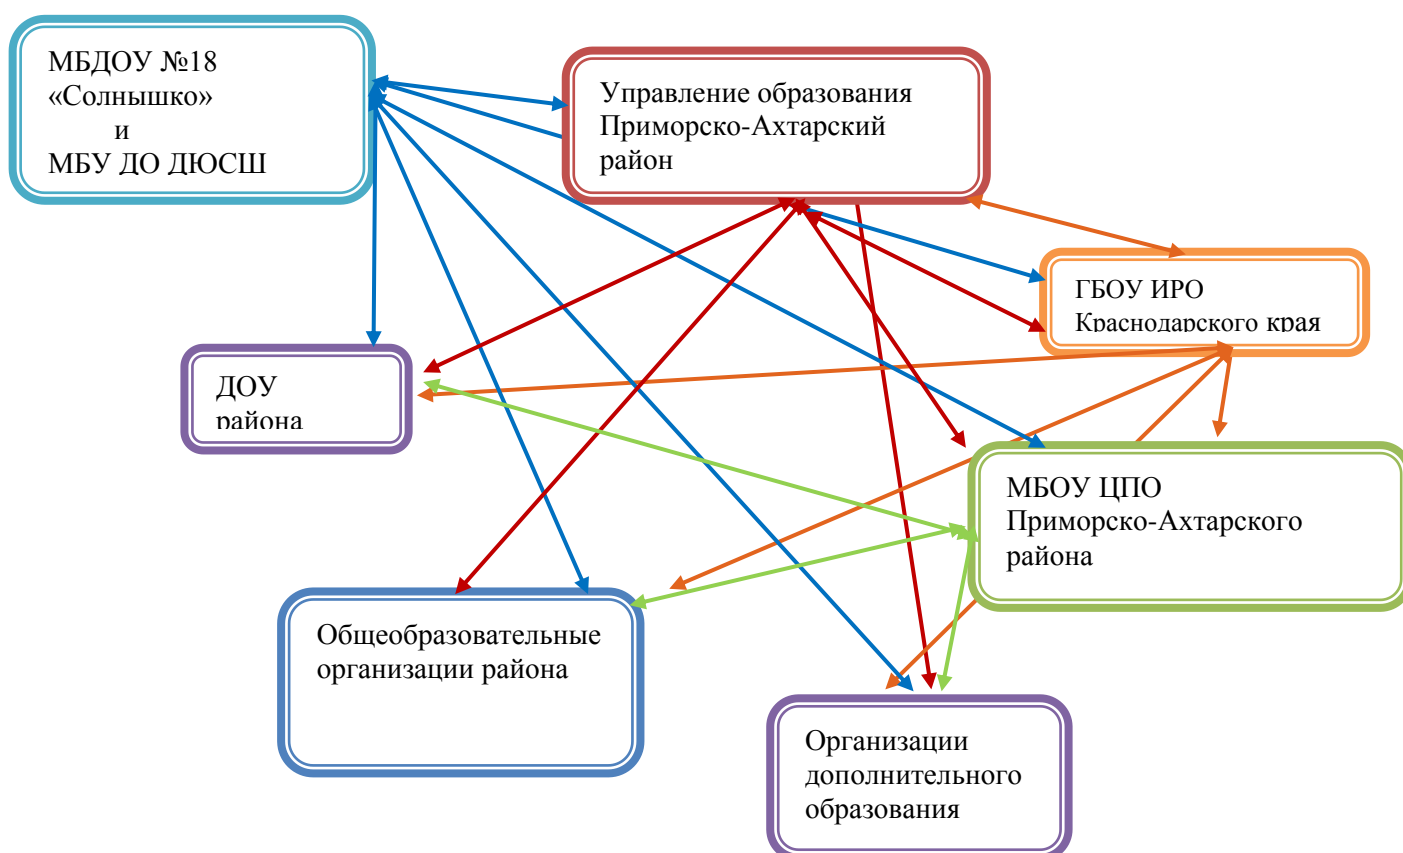 МБДОУ №18
«Солнышко»
и
МБУ ДО ДЮСШ
Управление образования
Приморско-Ахтарский
район
ГБОУ ИРО
Краснодарского края
ДОУ
района
МБОУ ЦПО
Приморско-Ахтарского
района
Общеобразовательные
организации района
Организации
дополнительного
образования